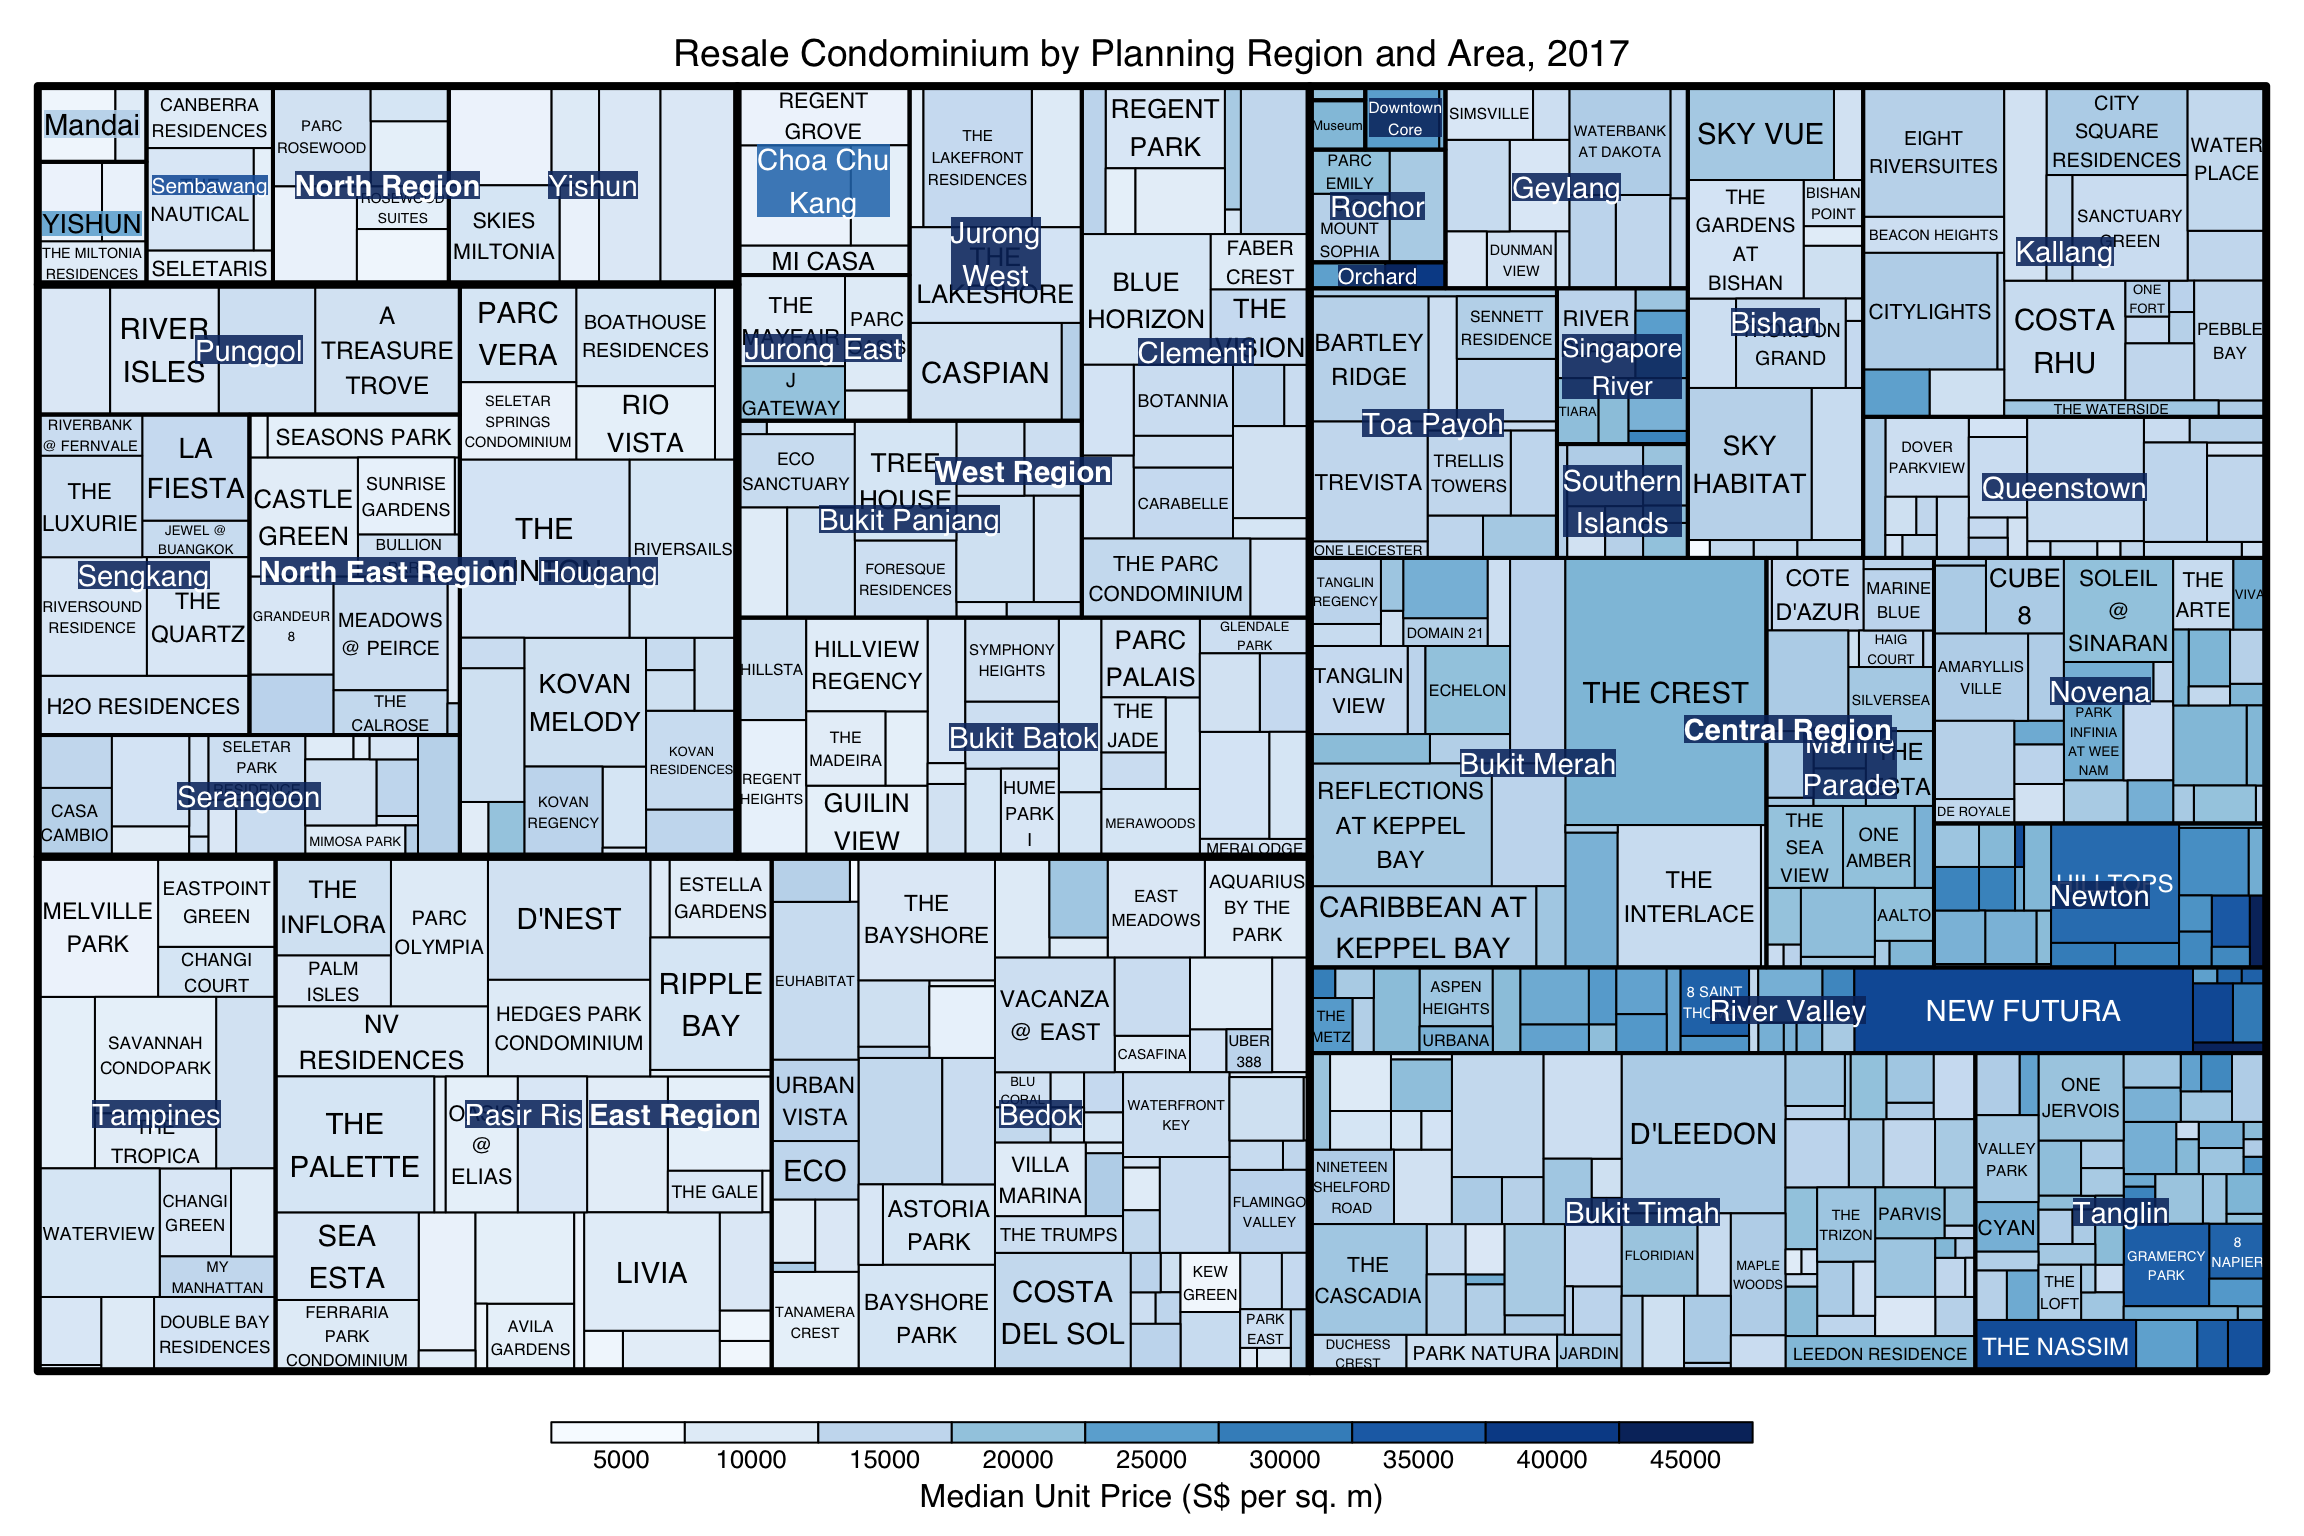 Resale Condominium by Planning Region and Area, 2017
Mandai
CANBERRA
RESIDENCES
PARC
ROSEWOOD
YISHUN
THE MILTONIA
RESIDENCES
Sembawang
NAUTICAL
SELETARIS
North Region
SUITES
Yishun
SKIES
MILTONIA
RIVER
ISLES
Punggol
A
TREASURE
TROVE
PARC
VERA
BOATHOUSE
RESIDENCES
SELETAR
SPRINGS
CONDOMINIUM
RIO
VISTA
RIVERBANK
@ FERNVALE
LA
FIESTA
THE
LUXURIE
JEWEL @
BUANGKOK
Sengkang
RIVERSOUND
RESIDENCE
THE
QUARTZ
H2O RESIDENCES
SEASONS PARK
CASTLE
GREEN
SUNRISE
GARDENS
BULLION
North East Region
GRANDEUR
8
MEADOWS
@ PEIRCE
THE
CALROSE
THE
Hougang
RIVERSAILS
KOVAN
MELODY
KOVAN
RESIDENCES
KOVAN
REGENCY
SELETAR
PARK
Serangoon
CASA
CAMBIO
MIMOSA PARK
REGENT
GROVE
Choa Chu
Kang
MI CASA
THE
LAKEFRONT
RESIDENCES
Jurong
West
THE
LAKESHORE
CASPIAN
THE
PARC
Jurong East
J
GATEWAY
REGENT
PARK
BLUE
HORIZON
FABER
CREST
THE
VISION
Clementi
BOTANNIA
CARABELLE
THE PARC
CONDOMINIUM
ECO
SANCTUARY
TREE
HOUSE
West Region
Bukit Panjang
FORESQUE
RESIDENCES
HILLSTA
HILLVIEW
REGENCY
SYMPHONY
HEIGHTS
PARC
PALAIS
GLENDALE
PARK
THE
JADE
THE
MADEIRA
Bukit Batok
REGENT
HEIGHTS
GUILIN
VIEW
HUME
PARK
I
MERAWOODS
MERALODGE
MELVILLE
PARK
EASTPOINT
GREEN
CHANGI
COURT
SAVANNAH
CONDOPARK
Tampines
THE
TROPICA
WATERVIEW
CHANGI
GREEN
MY
MANHATTAN
DOUBLE BAY
RESIDENCES
THE
INFLORA
PARC
OLYMPIA
PALM
ISLES
NV
RESIDENCES
D'NEST
HEDGES PARK
CONDOMINIUM
ESTELLA
GARDENS
RIPPLE
BAY
THE
PALETTE
Pasir Ris
@
ELIAS
East Region
THE GALE
SEA
ESTA
FERRARIA
PARK
CONDOMINIUM
AVILA
GARDENS
LIVIA
EUHABITAT
URBAN
VISTA
ECO
TANAMERA
CREST
THE
BAYSHORE
ASTORIA
PARK
BAYSHORE
PARK
EAST
MEADOWS
AQUARIUS
BY THE
PARK
VACANZA
@ EAST
CASAFINA
UBER
388
BLU
CORAL
Bedok
WATERFRONT
KEY
VILLA
MARINA
THE TRUMPS
FLAMINGO
VALLEY
COSTA
DEL SOL
KEW
GREEN
PARK
EAST
Museum
Downtown
Core
PARC
EMILY
Rochor
MOUNT
SOPHIA
Orchard
SIMSVILLE
WATERBANK
AT DAKOTA
Geylang
DUNMAN
VIEW
SKY VUE
THE
GARDENS
AT
BISHAN
BISHAN
POINT
Bishan
GRAND
SKY
HABITAT
EIGHT
RIVERSUITES
BEACON HEIGHTS
CITYLIGHTS
CITY
SQUARE
RESIDENCES
WATER
PLACE
SANCTUARY
GREEN
Kallang
COSTA
RHU
ONE
FORT
PEBBLE
BAY
THE WATERSIDE
BARTLEY
RIDGE
SENNETT
RESIDENCE
Toa Payoh
TREVISTA
TRELLIS
TOWERS
ONE LEICESTER
RIVER
Singapore
River
TIARA
Southern
Islands
DOVER
PARKVIEW
Queenstown
TANGLIN
REGENCY
DOMAIN 21
TANGLIN
VIEW
ECHELON
THE CREST
Bukit Merah
REFLECTIONS
AT KEPPEL
BAY
CARIBBEAN AT
KEPPEL BAY
THE
INTERLACE
COTE
D'AZUR
MARINE
BLUE
HAIG
COURT
SILVERSEA
Central Region
Marine
Parade
THE
SEA
VIEW
ONE
AMBER
AALTO
CUBE
8
SOLEIL
@
SINARAN
THE
ARTE
VIVA
AMARYLLIS
VILLE
Novena
PARK
INFINIA
AT WEE
NAM
DE ROYALE
HILLTOPS
Newton
THE
METZ
ASPEN
HEIGHTS
URBANA
8 SAINT
River Valley
NEW FUTURA
NINETEEN
SHELFORD
ROAD
THE
CASCADIA
DUCHESS
CREST
PARK NATURA
JARDIN
D'LEEDON
Bukit Timah
FLORIDIAN
MAPLE
WOODS
THE
TRIZON
PARVIS
LEEDON RESIDENCE
ONE
JERVOIS
VALLEY
PARK
CYAN
Tanglin
THE
LOFT
GRAMERCY
PARK
8
NAPIER
THE NASSIM
5000 10000 15000 20000 25000 30000 35000 40000 45000
Median Unit Price (S$ per sq. m)